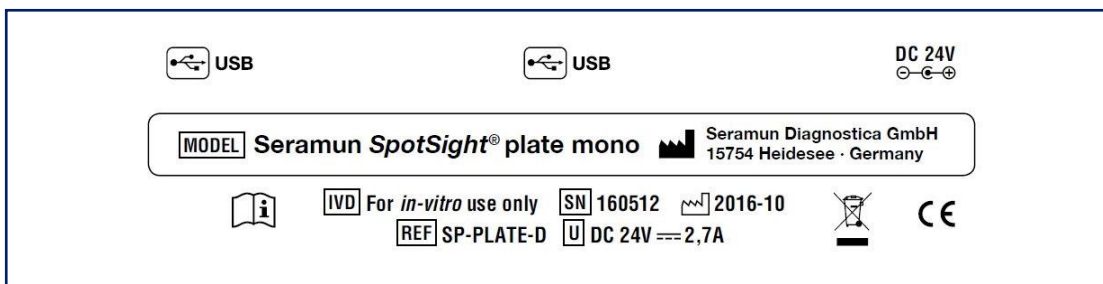 USB
USB
DC 24V
MODEL Seramun SpotSight® plate mono
Seramun Diagnostica GmbH
15754 Heidesee · Germany
IVD For in-vitro use only SN 160512 2016-10
REF SP-PLATE-D U DC 24V ⎓ 2,7A
CE